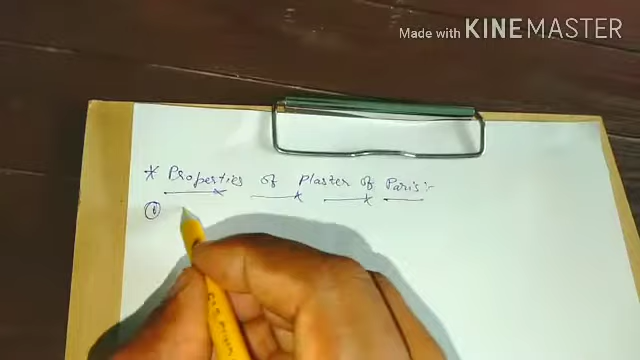 Made with KINEMASTER
* Properties of Plaster of Paris:-
①